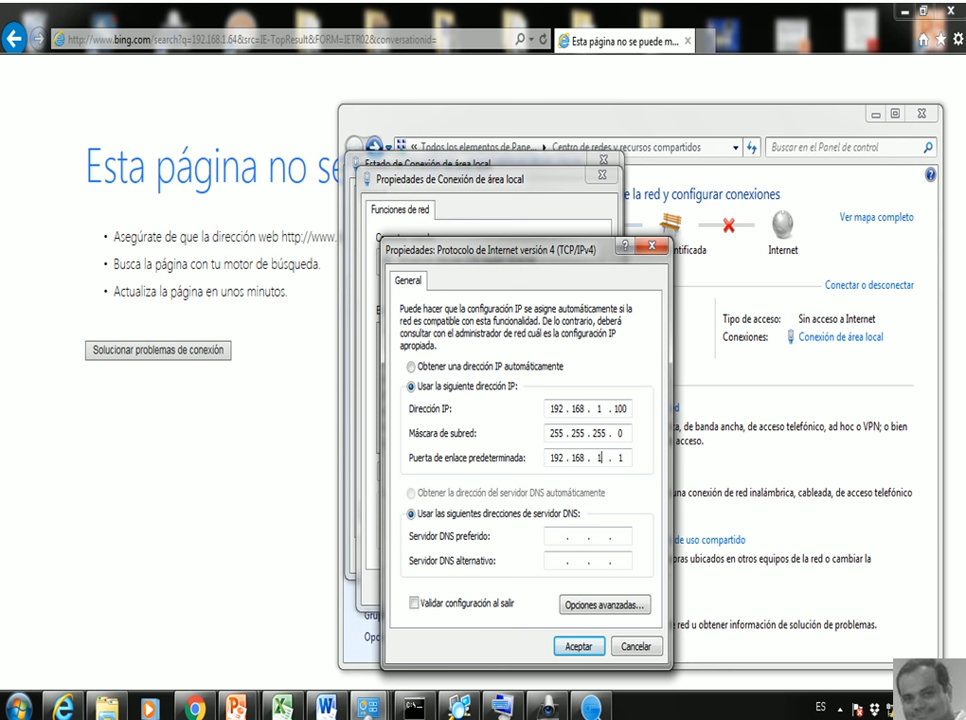 http://www.bing.com/search?q=192.168.1.64&src=IE-TopResult&FORM=IETR02&conversationid=
Esta página no se puede m...
Esta página no se
Asegúrate de que la dirección web http://www.
Busca la página con tu motor de búsqueda.
Actualiza la página en unos minutos.
Solucionar problemas de conexión
« Todos los elementos de Pane...
Centro de redes y recursos compartidos
Buscar en el Panel de control
Estado de Conexión de área local
Propiedades de Conexión de área local
Funciones de red
e la red y configurar conexiones
Ver mapa completo
ntificada
Internet
Conectar o desconectar
Tipo de acceso:
Sin acceso a Internet
Conexiones:
Conexión de área local
Propiedades: Protocolo de Internet versión 4 (TCP/IPv4)
General
Puede hacer que la configuración IP se asigne automáticamente si la
red es compatible con esta funcionalidad. De lo contrario, deberá
consultar con el administrador de red cuál es la configuración IP
apropiada.
Obtener una dirección IP automáticamente
Usar la siguiente dirección IP:
Dirección IP:
192 . 168 . 1 . 100
Máscara de subred:
255 . 255 . 255 . 0
Puerta de enlace predeterminada:
192 . 168 . 1 . 1
Obtener la dirección del servidor DNS automáticamente
Usar las siguientes direcciones de servidor DNS:
Servidor DNS preferido:
. . .
Servidor DNS alternativo:
. . .
Validar configuración al salir
Opciones avanzadas...
Aceptar
Cancelar
, de banda ancha, de acceso telefónico, ad hoc o VPN; o bien
acceso.
una conexión de red inalámbrica, cableada, de acceso telefónico
de uso compartido
ras ubicados en otros equipos de la red o cambiar la
e red u obtener información de solución de problemas.
Opc
ES